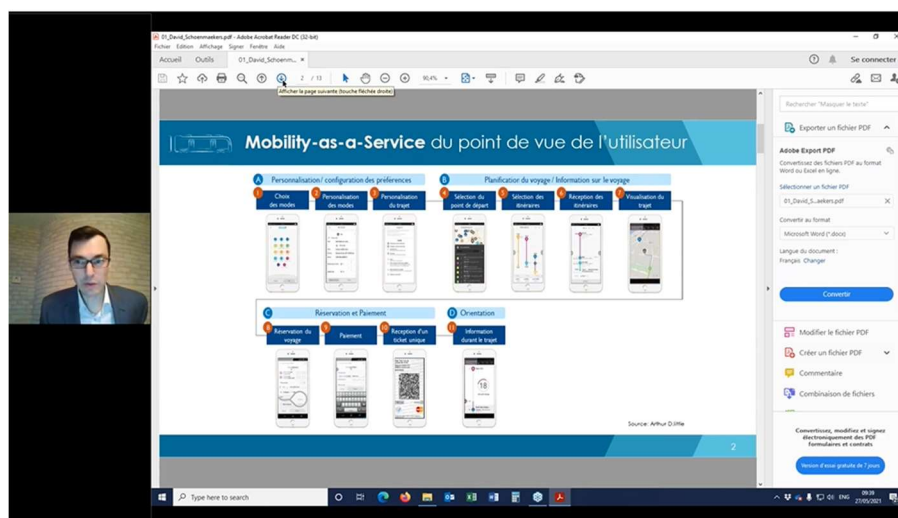 01_David_Schoenmaekers.pdf - Adobe Acrobat Reader DC (32-bit)
Fichier Edition Affichage Signer Fenêtre Aide
Accueil Outils 01_David_Schoenm... × Se connecter
2 / 13 90,4%
Afficher la page suivante (touche fléchée droite)
Mobility-as-a-Service du point de vue de l'utilisateur
A Personnalisation / configuration des préférences
B Planification du voyage / Information sur le voyage
1 Choix des modes
2 Personnalisation des modes
3 Personnalisation du trajet
4 Sélection du point de départ
5 Sélection des itinéraires
6 Réception des itinéraires
7 Visualisation du trajet
C Réservation et Paiement
D Orientation
8 Réservation du voyage
9 Paiement
10 Reception d'un ticket unique
11 Information durant le trajet
18
Source: Arthur D.little
2
Rechercher "Masquer le texte"
Exporter un fichier PDF
Adobe Export PDF
Convertissez des fichiers PDF au format
Word ou Excel en ligne.
Sélectionner un fichier PDF
01_David_S...aekers.pdf ×
Convertir au format
Microsoft Word (*.docx)
Langue du document :
Français Changer
Convertir
Modifier le fichier PDF
Créer un fichier PDF
Commentaire
Combinaison de fichiers
Convertissez, modifiez et signez
électroniquement des PDF
formulaires et contrats
Version d'essai gratuite de 7 jours
Type here to search
ENG
09:39
27/05/2021